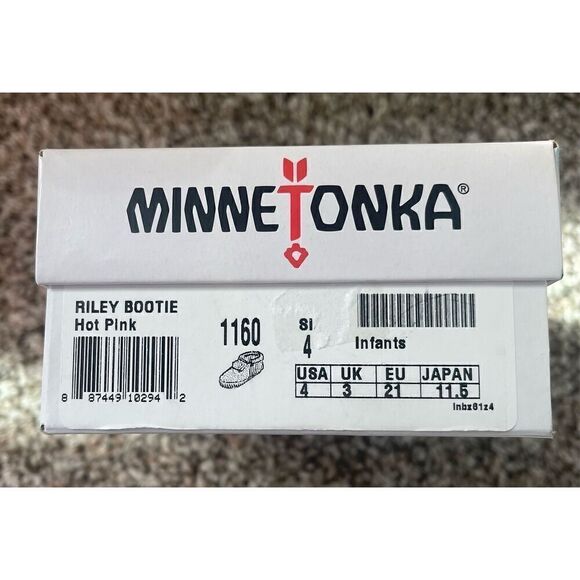 MINNETONKA®
RILEY BOOTIE
Hot Pink
8 87449 10294 2
1160
SI
4
Infants
USA UK EU JAPAN
4 3 21 11.5